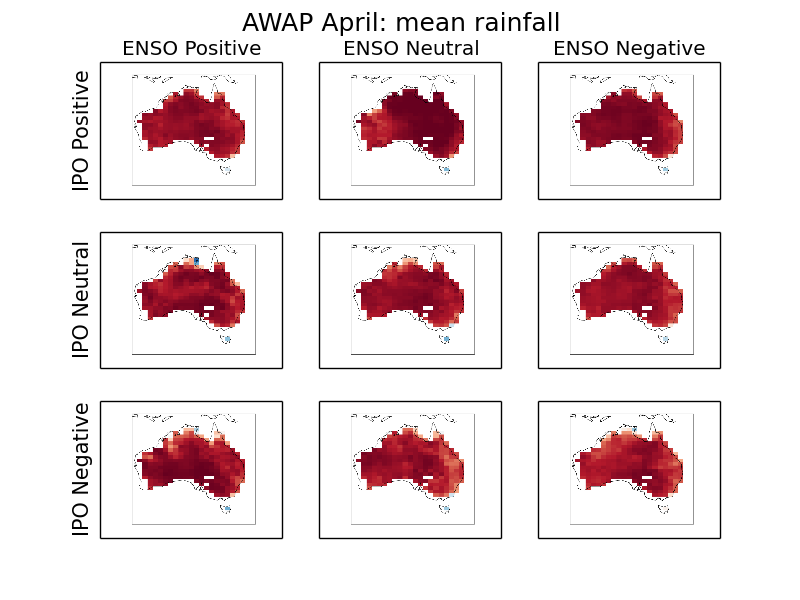 AWAP April: mean rainfall
ENSO Positive ENSO Neutral ENSO Negative
IPO Positive
IPO Neutral
IPO Negative